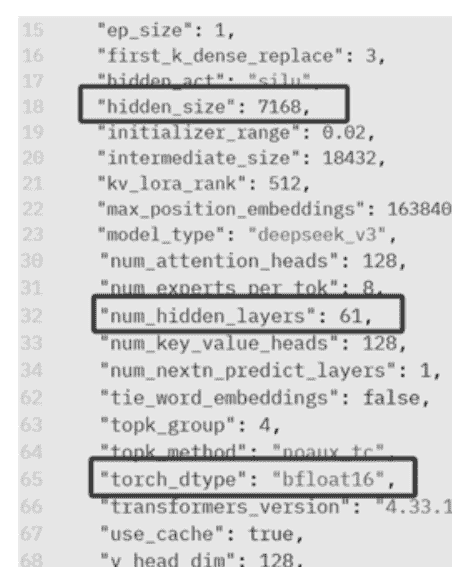 15 "ep_size": 1,
16 "first_k_dense_replace": 3,
17 "hidden_act": "silu",
18 "hidden_size": 7168,
19 "initializer_range": 0.02,
20 "intermediate_size": 18432,
21 "kv_lora_rank": 512,
22 "max_position_embeddings": 163840
23 "model_type": "deepseek_v3",
30 "num_attention_heads": 128,
31 "num_experts_per_tok": 8,
32 "num_hidden_layers": 61,
33 "num_key_value_heads": 128,
34 "num_nextn_predict_layers": 1,
62 "tie_word_embeddings": false,
63 "topk_group": 4,
64 "topk_method": "noaux_tc",
65 "torch_dtype": "bfloat16",
66 "transformers_version": "4.33.1
67 "use_cache": true,
68 "v_head_dim": 128,